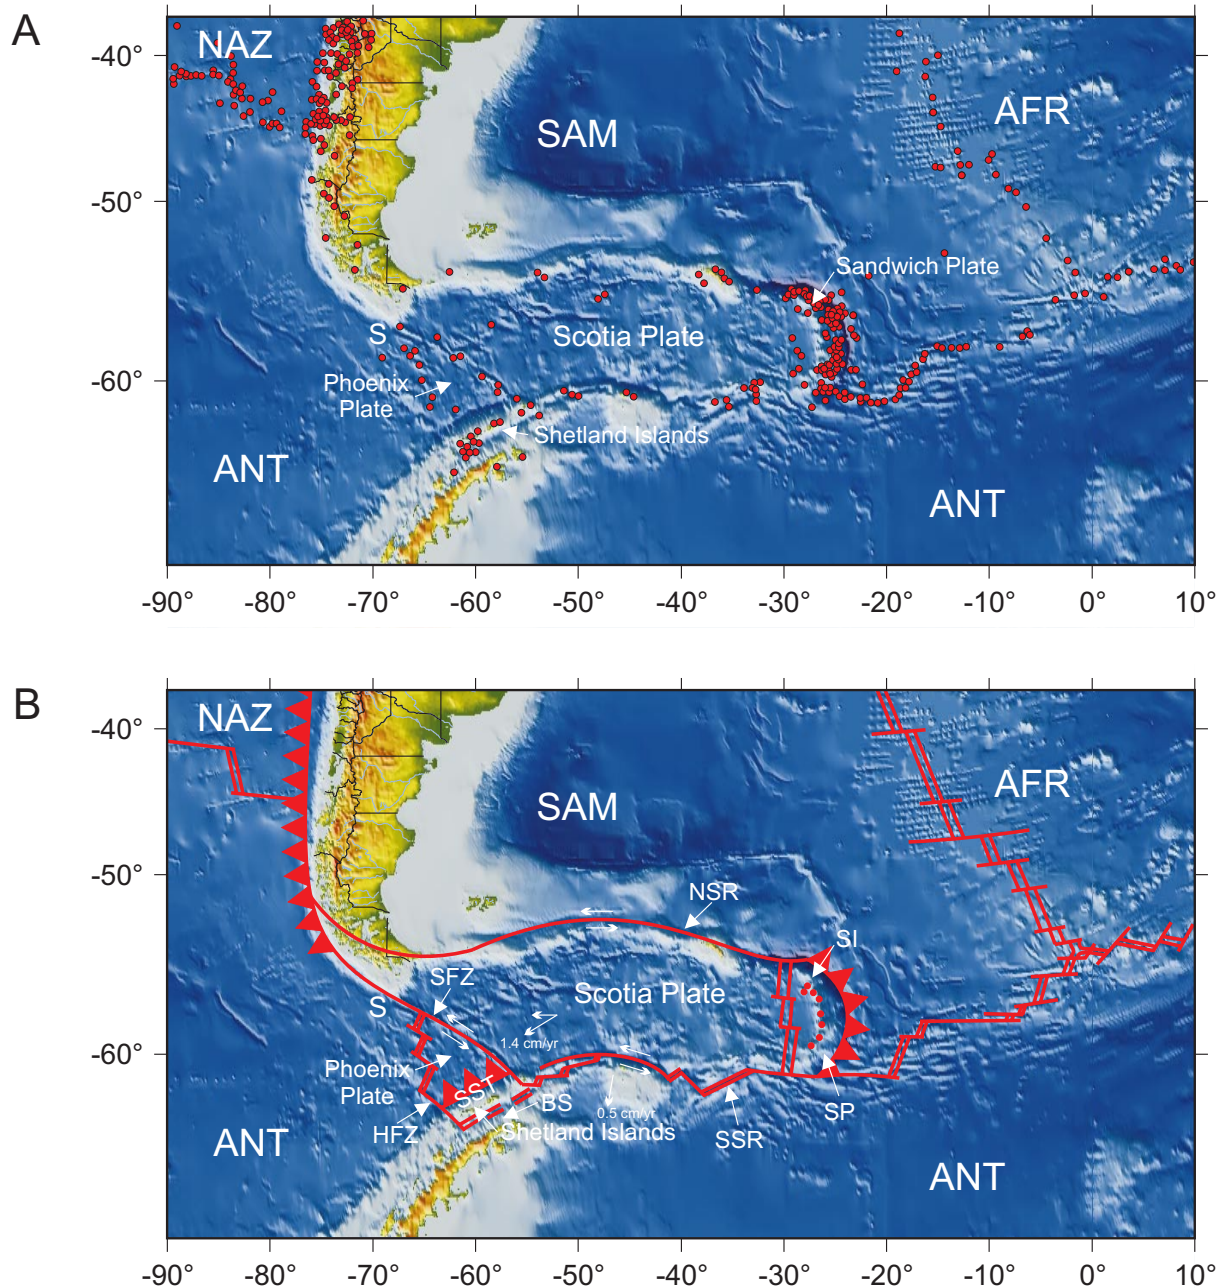 A
NAZ
SAM
AFR
-40°
-50°
-60°
Sandwich Plate
S
Scotia Plate
Phoenix
Plate
Shetland Islands
ANT
ANT
-90°
-80°
-70°
-60°
-50°
-40°
-30°
-20°
-10°
0°
10°
B
NAZ
SAM
AFR
-40°
-50°
-60°
NSR
SI
SFZ
S
Scotia Plate
1.4 cm/yr
Phoenix
Plate
SST
BS
0.5 cm/yr
SP
HFZ
Shetland Islands
SSR
ANT
ANT
-90°
-80°
-70°
-60°
-50°
-40°
-30°
-20°
-10°
0°
10°